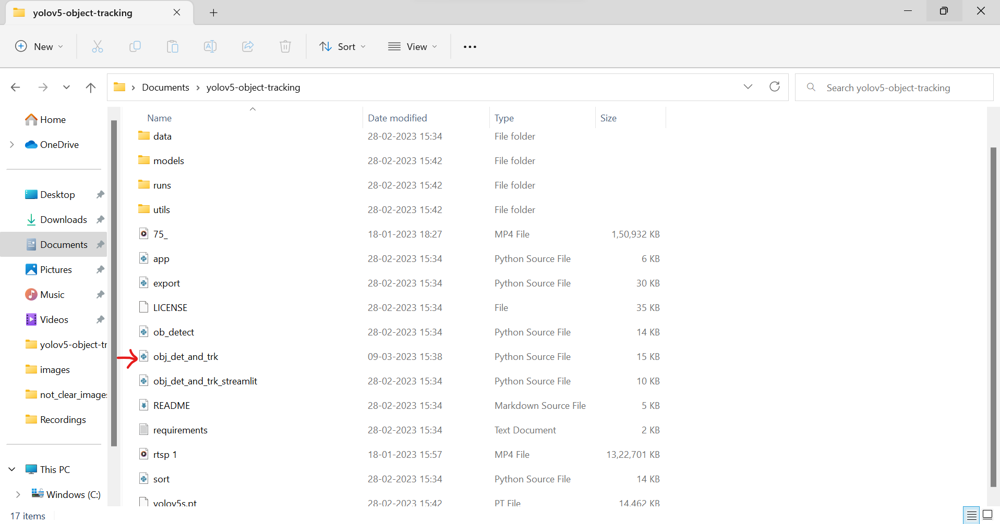 yolov5-object-tracking
New
Sort
View
Documents
yolov5-object-tracking
Search yolov5-object-tracking
Home
OneDrive
Desktop
Downloads
Documents
Pictures
Music
Videos
yolov5-object-tr
images
not_clear_images
Recordings
This PC
Windows (C:)
Name Date modified Type Size
data 28-02-2023 15:34 File folder
models 28-02-2023 15:42 File folder
runs 28-02-2023 15:42 File folder
utils 28-02-2023 15:42 File folder
75_ 18-01-2023 18:27 MP4 File 1,50,932 KB
app 28-02-2023 15:34 Python Source File 6 KB
export 28-02-2023 15:34 Python Source File 30 KB
LICENSE 28-02-2023 15:34 File 35 KB
ob_detect 28-02-2023 15:34 Python Source File 14 KB
obj_det_and_trk 09-03-2023 15:38 Python Source File 15 KB
obj_det_and_trk_streamlit 28-02-2023 15:34 Python Source File 10 KB
README 28-02-2023 15:34 Markdown Source File 5 KB
requirements 28-02-2023 15:34 Text Document 2 KB
rtsp 1 18-01-2023 15:57 MP4 File 13,22,701 KB
sort 28-02-2023 15:34 Python Source File 14 KB
yolov5s.pt 28-02-2023 15:42 PT File 14,462 KB
17 items